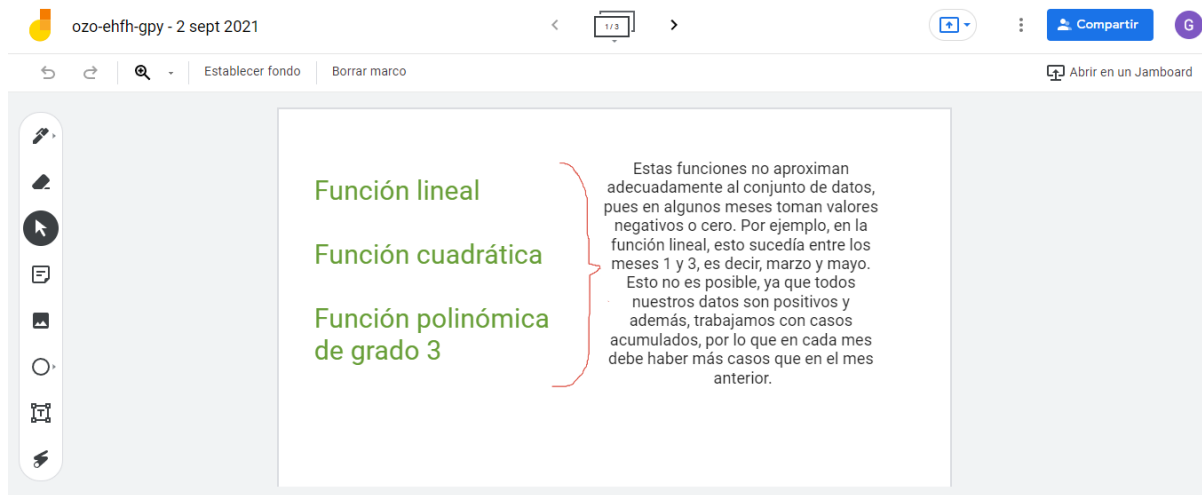 ozo-ehfh-gpy - 2 sept 2021
1/3
Compartir
G
Establecer fondo
Borrar marco
Abrir en un Jamboard
Función lineal
Función cuadrática
Función polinómica
de grado 3
Estas funciones no aproximan
adecuadamente al conjunto de datos,
pues en algunos meses toman valores
negativos o cero. Por ejemplo, en la
función lineal, esto sucedía entre los
meses 1 y 3, es decir, marzo y mayo.
Esto no es posible, ya que todos
nuestros datos son positivos y
además, trabajamos con casos
acumulados, por lo que en cada mes
debe haber más casos que en el mes
anterior.